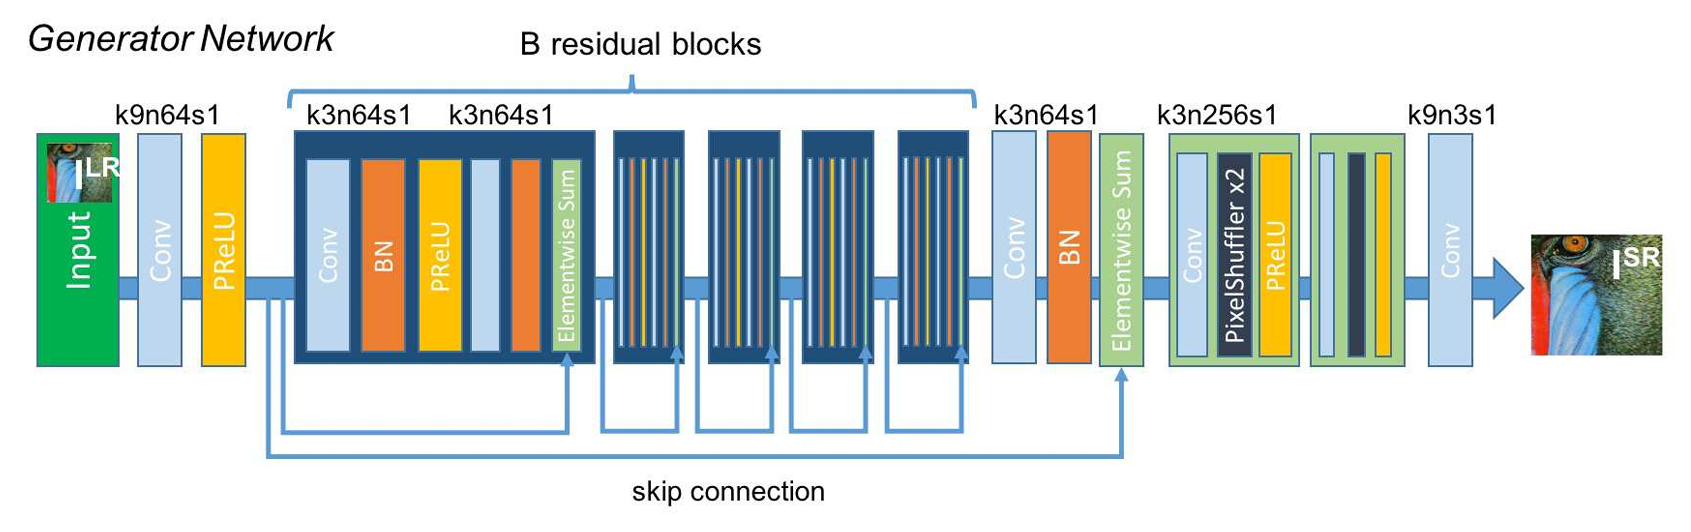 Generator Network
B residual blocks
k9n64s1
k3n64s1
k3n64s1
k3n64s1
k3n256s1
k9n3s1
I LR
Input
Conv
PReLU
Conv
BN
PReLU
Elementwise Sum
Conv
BN
Elementwise Sum
Conv
PixelShuffler x2
PReLU
Conv
I SR
skip connection